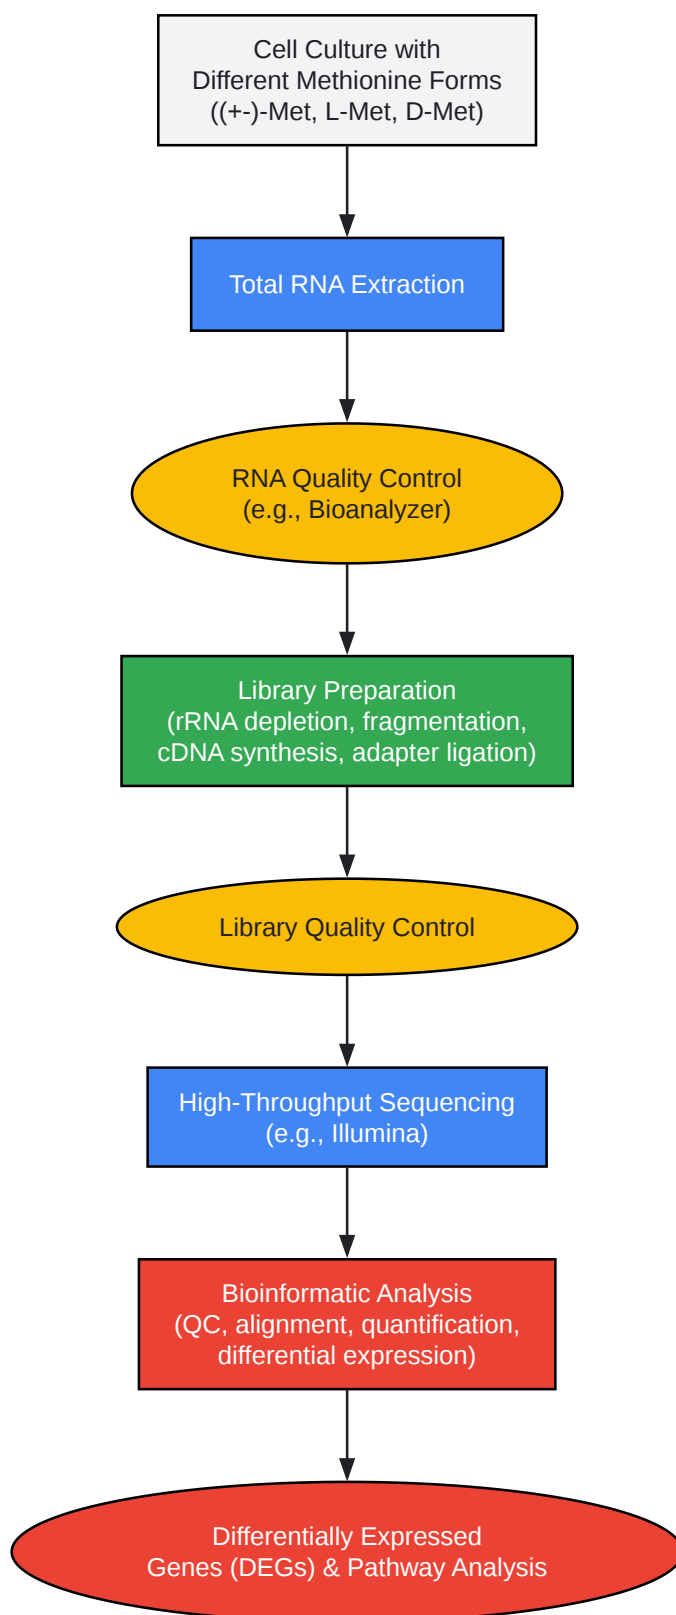 Cell Culture with
Different Methionine Forms
((+-)-Met, L-Met, D-Met)
Total RNA Extraction
RNA Quality Control
(e.g., Bioanalyzer)
Library Preparation
(rRNA depletion, fragmentation,
cDNA synthesis, adapter ligation)
Library Quality Control
High-Throughput Sequencing
(e.g., Illumina)
Bioinformatic Analysis
(QC, alignment, quantification,
differential expression)
Differentially Expressed
Genes (DEGs) & Pathway Analysis